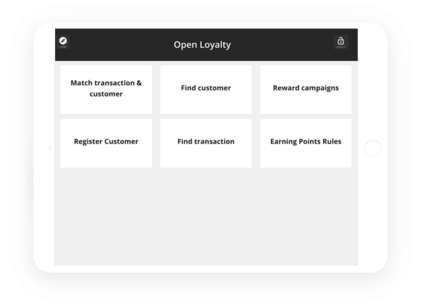 Open Loyalty
Match transaction &
customer
Find customer
Reward campaigns
Register Customer
Find transaction
Earning Points Rules